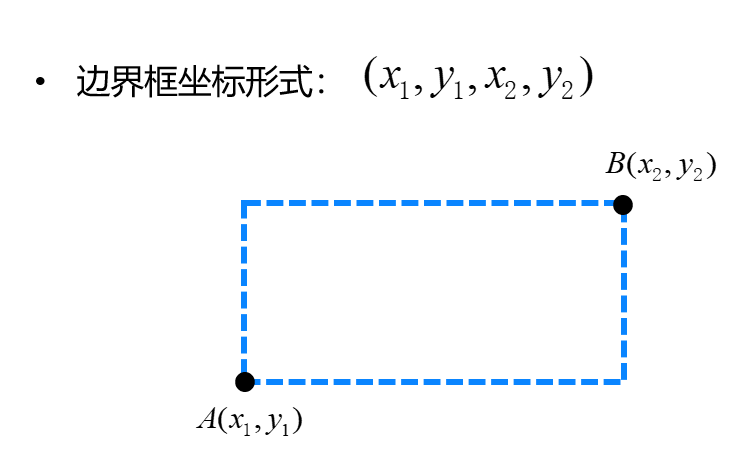 • 边界框坐标形式： (x₁, y₁, x₂, y₂)
B(x₂, y₂)
A(x₁, y₁)